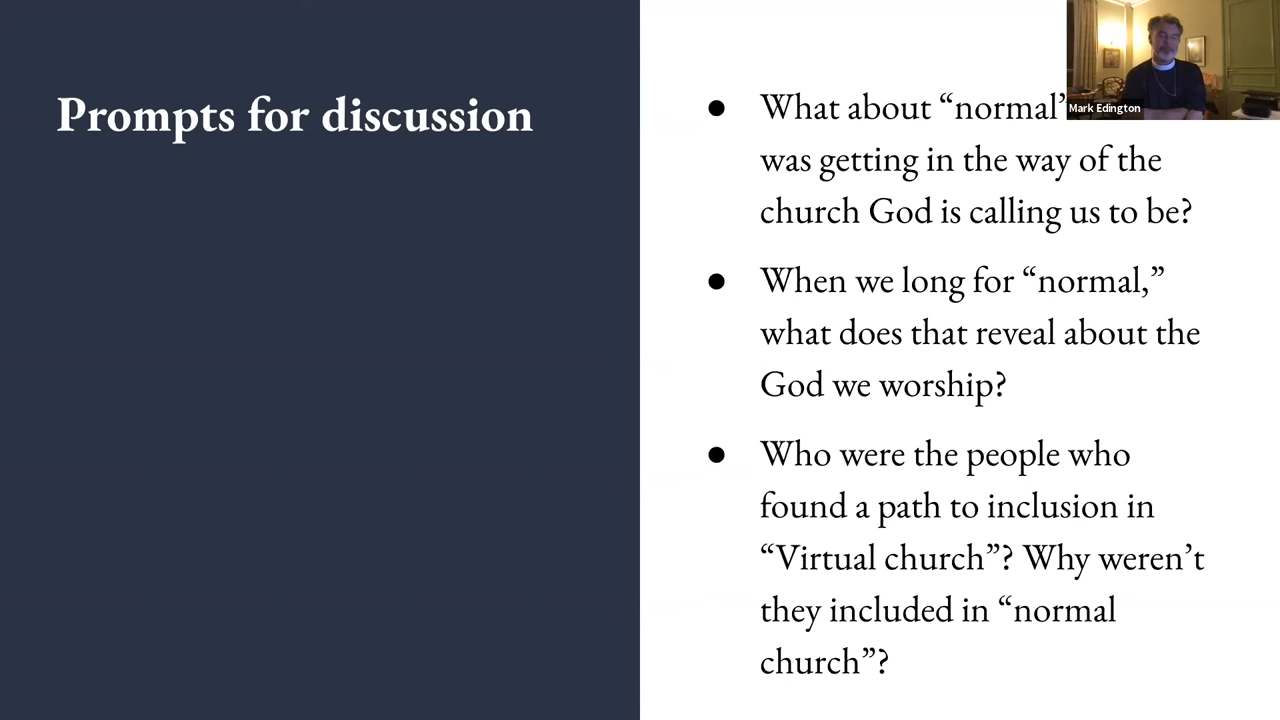 Prompts for discussion
● What about “normal”
was getting in the way of the
church God is calling us to be?
● When we long for “normal,”
what does that reveal about the
God we worship?
● Who were the people who
found a path to inclusion in
“Virtual church”? Why weren’t
they included in “normal
church”?
Mark Edington